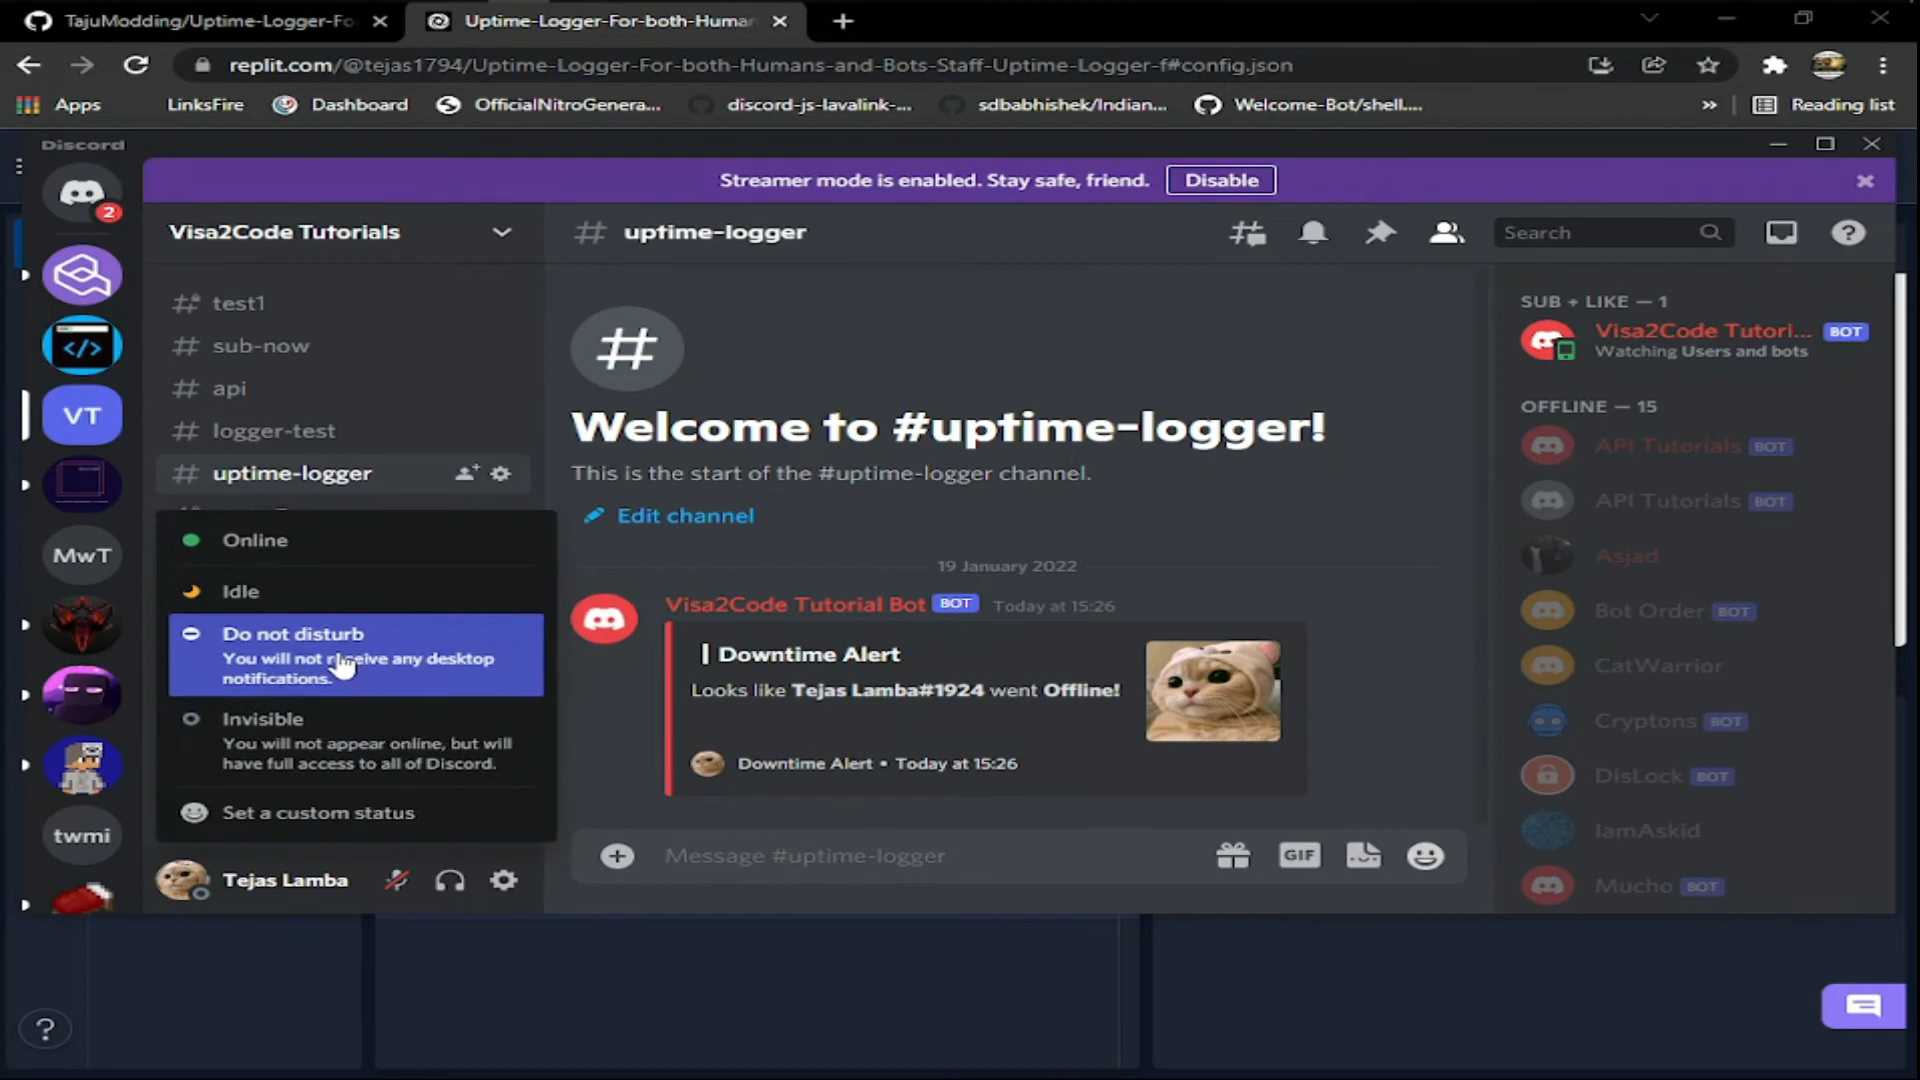 TajuModding/Uptime-Logger-Fo
Uptime-Logger-For-both-Human
replit.com/@tejas1794/Uptime-Logger-For-both-Humans-and-Bots-Staff-Uptime-Logger-f#config.json
Apps
LinksFire
Dashboard
OfficialNitroGenera...
discord-js-lavalink-...
sdbabhishek/Indian...
Welcome-Bot/shell....
»
Reading list
Discord
Streamer mode is enabled. Stay safe, friend.
Disable
2
Visa2Code Tutorials
# uptime-logger
Search
test1
# sub-now
# api
# logger-test
# uptime-logger
VT
MwT
twmi
Online
Idle
Do not disturb
You will not receive any desktop
notifications.
Invisible
You will not appear online, but will
have full access to all of Discord.
Set a custom status
Tejas Lamba
#
Welcome to #uptime-logger!
This is the start of the #uptime-logger channel.
Edit channel
19 January 2022
Visa2Code Tutorial Bot BOT Today at 15:26
| Downtime Alert
Looks like Tejas Lamba#1924 went Offline!
Downtime Alert • Today at 15:26
Message #uptime-logger
GIF
SUB + LIKE — 1
Visa2Code Tutori... BOT
Watching Users and bots
OFFLINE — 15
API Tutorials BOT
API Tutorials BOT
Asjad
Bot Order BOT
CatWarrior
Cryptons BOT
DisLock BOT
IamAskid
Mucho BOT
?